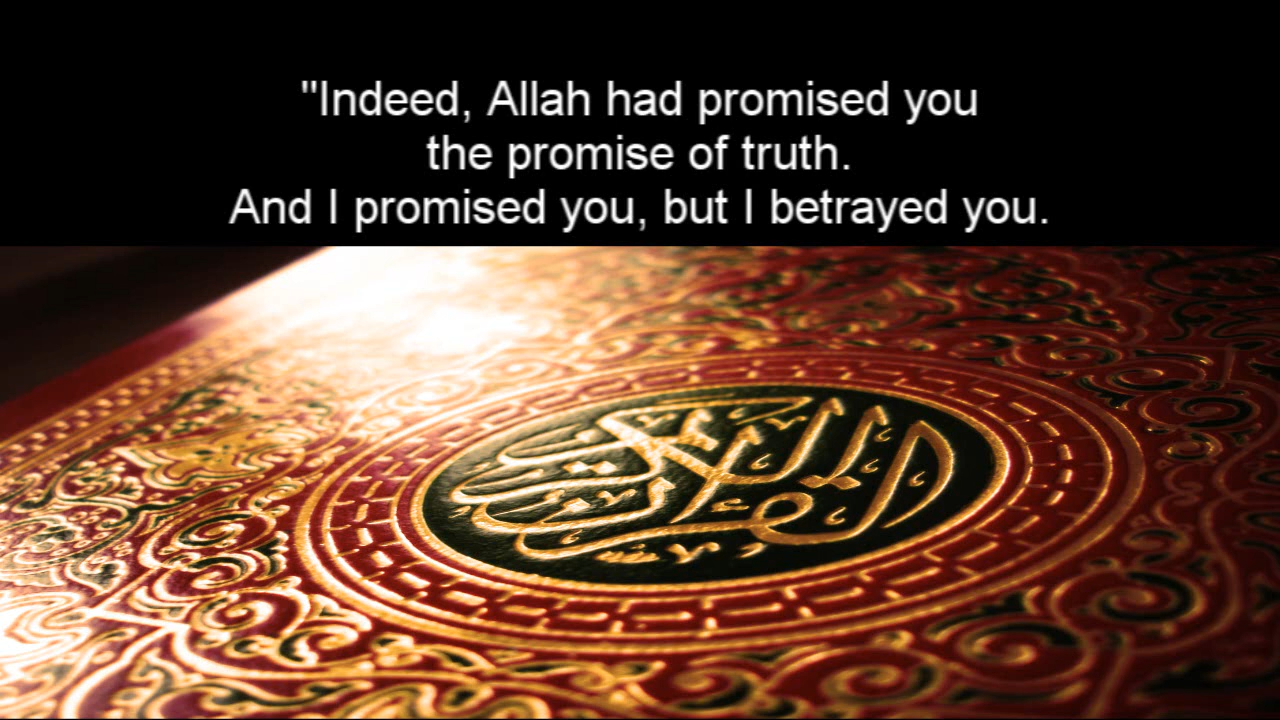 "Indeed, Allah had promised you
the promise of truth.
And I promised you, but I betrayed you.
القرآن الكريم